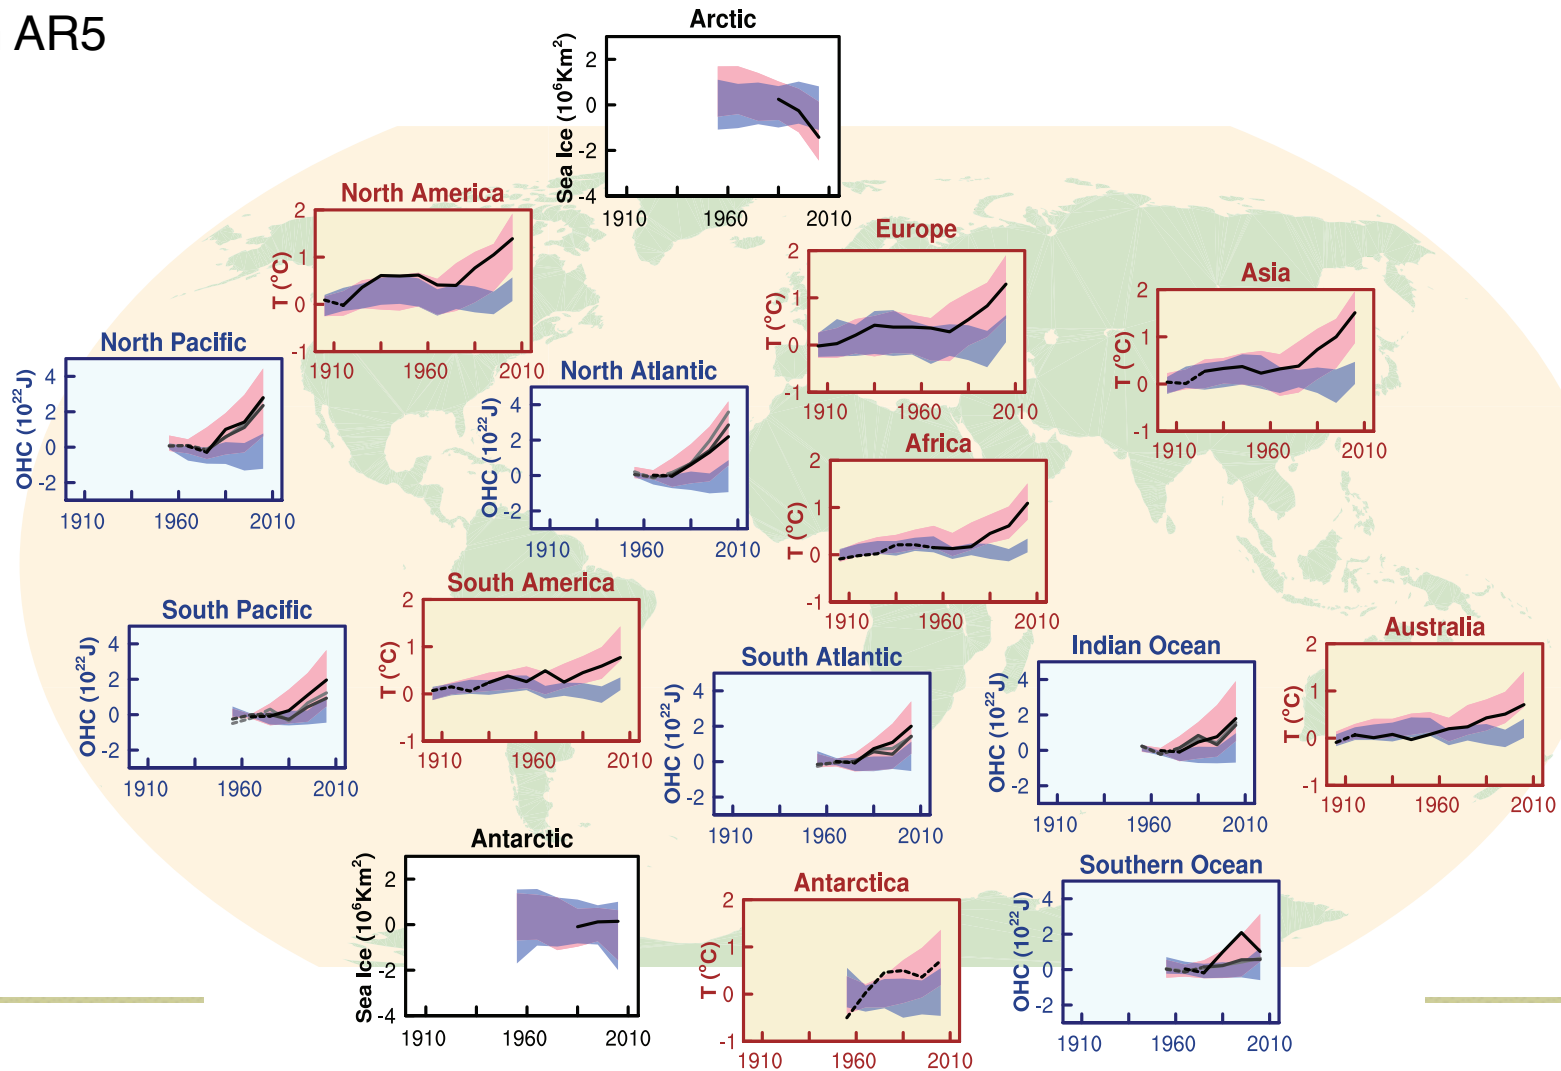 AR5
Arctic
Sea Ice (10⁶Km²)
2
0
-2
-4
1910 1960 2010
North America
T (°C)
2
1
0
-1
1910 1960 2010
Europe
T (°C)
2
1
0
-1
1910 1960 2010
Asia
T (°C)
2
1
0
-1
1910 1960 2010
North Pacific
OHC (10²²J)
4
2
0
-2
1910 1960 2010
North Atlantic
OHC (10²²J)
4
2
0
-2
1910 1960 2010
Africa
T (°C)
2
1
0
-1
1910 1960 2010
South Pacific
OHC (10²²J)
4
2
0
-2
1910 1960 2010
South America
T (°C)
2
1
0
-1
1910 1960 2010
South Atlantic
OHC (10²²J)
4
2
0
-2
1910 1960 2010
Indian Ocean
OHC (10²²J)
4
2
0
-2
1910 1960 2010
Australia
T (°C)
2
1
0
-1
1910 1960 2010
Antarctic
Sea Ice (10⁶Km²)
2
0
-2
-4
1910 1960 2010
Antarctica
T (°C)
2
1
0
-1
1910 1960 2010
Southern Ocean
OHC (10²²J)
4
2
0
-2
1910 1960 2010